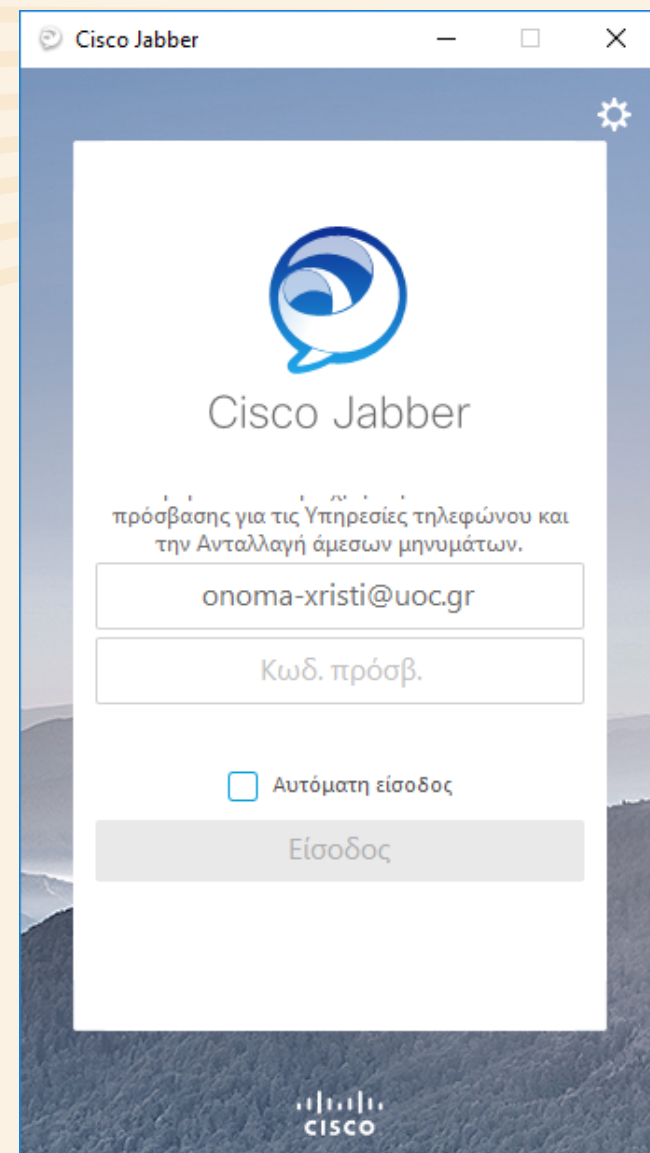 Cisco Jabber
Cisco Jabber
πρόσβασης για τις Υπηρεσίες τηλεφώνου και
την Ανταλλαγή άμεσων μηνυμάτων.
onoma-xristi@uoc.gr
Κωδ. πρόσβ.
Αυτόματη είσοδος
Είσοδος
CISCO